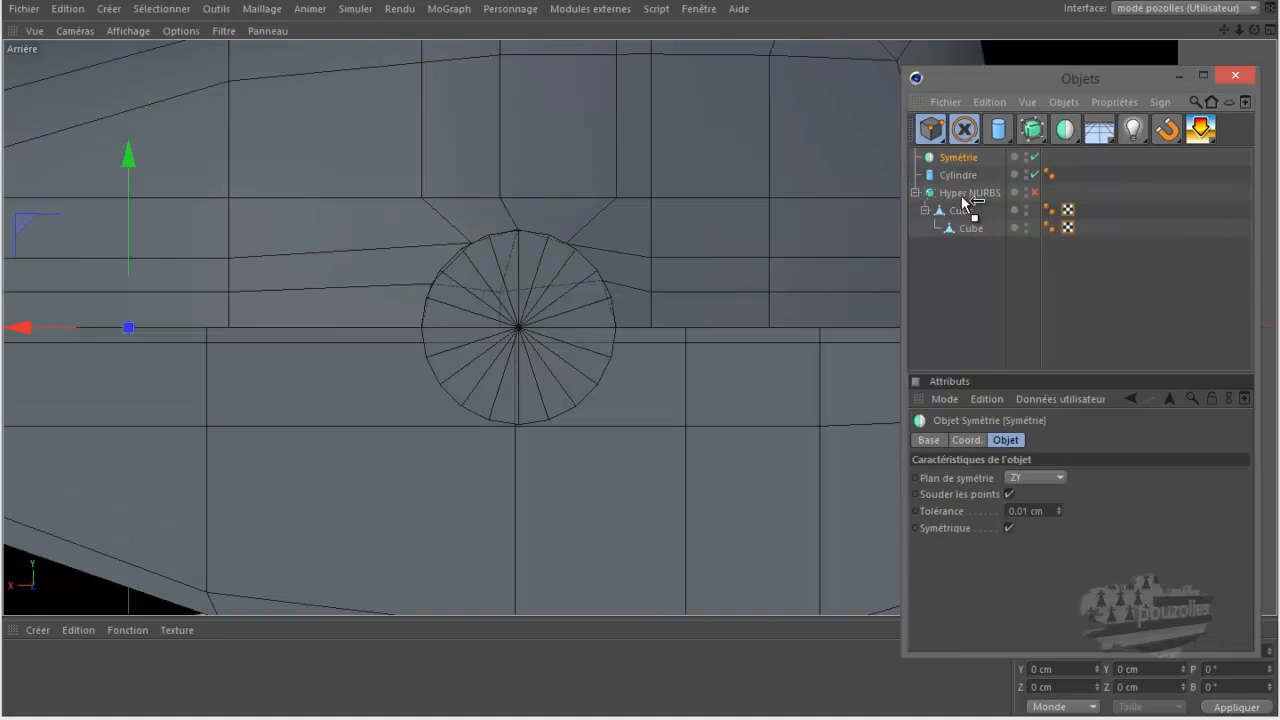 Fichier Edition Créer Sélectionner Outils Maillage Animer Simuler Rendu MoGraph Personnage Modules externes Script Fenêtre Aide Interface: modé pozolles (Utilisateur)
Vue Caméras Affichage Options Filtre Panneau
Arrière
Objets
Fichier Edition Vue Objets Propriétés Sign
Symétrie
Cylindre
Hyper NURBS
Cube
Attributs
Mode Edition Données utilisateur
Objet Symétrie [Symétrie]
Base Coord. Objet
Caractéristiques de l'objet
Plan de symétrie ZY
Souder les points
Tolérance 0.01 cm
Symétrique
Y
X
Z
pouzolles
Créer Edition Fonction Texture
Y 0 cm Y 0 cm P 0 °
Z 0 cm Z 0 cm B 0 °
Monde Taille Appliquer